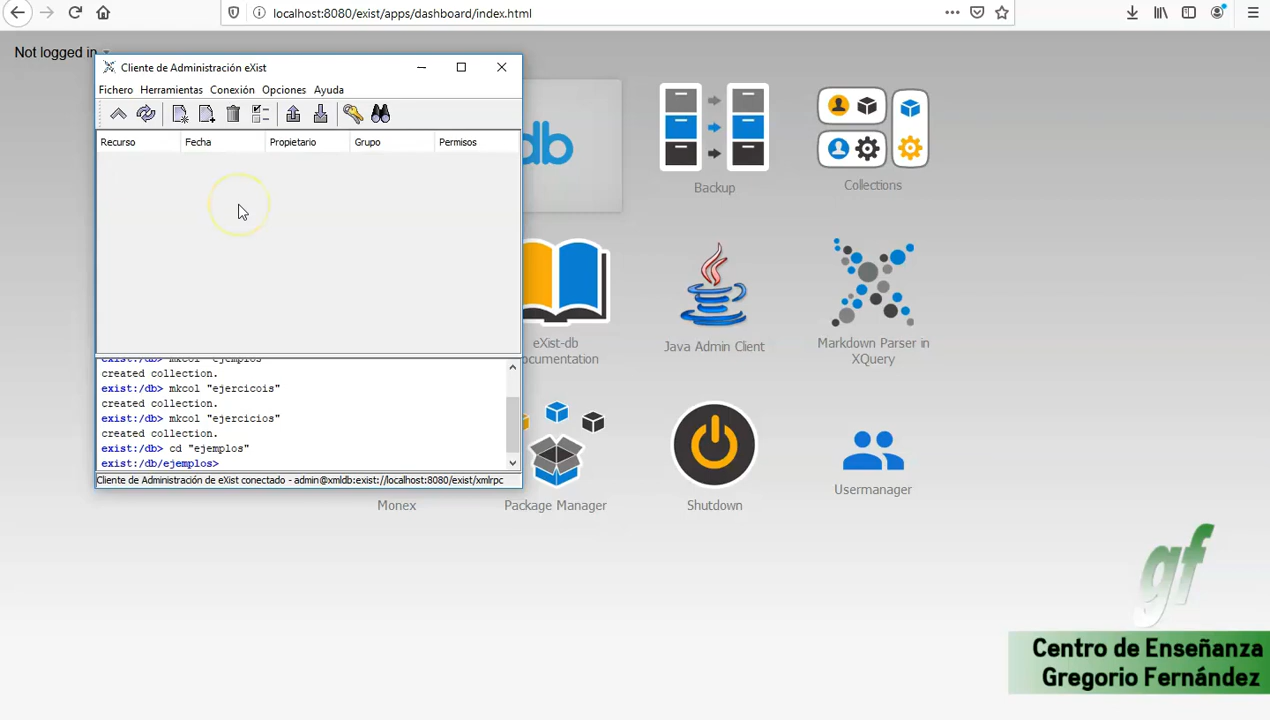 localhost:8080/exist/apps/dashboard/index.html
Not logged in
Cliente de Administración eXist
Fichero Herramientas Conexión Opciones Ayuda
Recurso Fecha Propietario Grupo Permisos
mkcol "ejemplos"
created collection.
exist:/db> mkcol "ejercicois"
created collection.
exist:/db> mkcol "ejercicios"
created collection.
exist:/db> cd "ejemplos"
exist:/db/ejemplos>
Cliente de Administración de eXist conectado - admin@xmldb:exist://localhost:8080/exist/xmlrpc
db
Backup
Collections
eXist-db
ocumentation
Java Admin Client
Markdown Parser in
XQuery
Monex
Package Manager
Shutdown
Usermanager
gf
Centro de Enseñanza
Gregorio Fernández